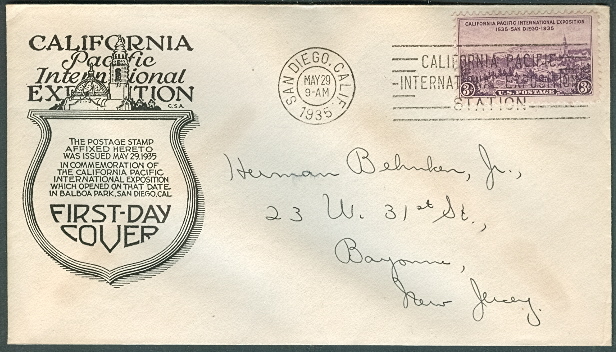 CALIFORNIA
Pacific
International
EXPOSITION
C.S.A.
THE POSTAGE STAMP
AFFIXED HERETO
WAS ISSUED MAY 29, 1935
IN COMMEMORATION OF
THE CALIFORNIA PACIFIC
INTERNATIONAL EXPOSITION
WHICH OPENED ON THAT DATE
IN BALBOA PARK, SAN DIEGO, CAL.
FIRST-DAY
COVER
SAN DIEGO, CALIF.
MAY 29
9-AM
1935
CALIFORNIA PACIFIC
INTERNATIONAL EXPOSITION
STATION
CALIFORNIA PACIFIC INTERNATIONAL EXPOSITION
1535-SAN DIEGO-1935
3¢ U.S. POSTAGE 3¢
Herman Behnken, Jr.,
23 W. 31st St.,
Bayonne,
New Jersey.